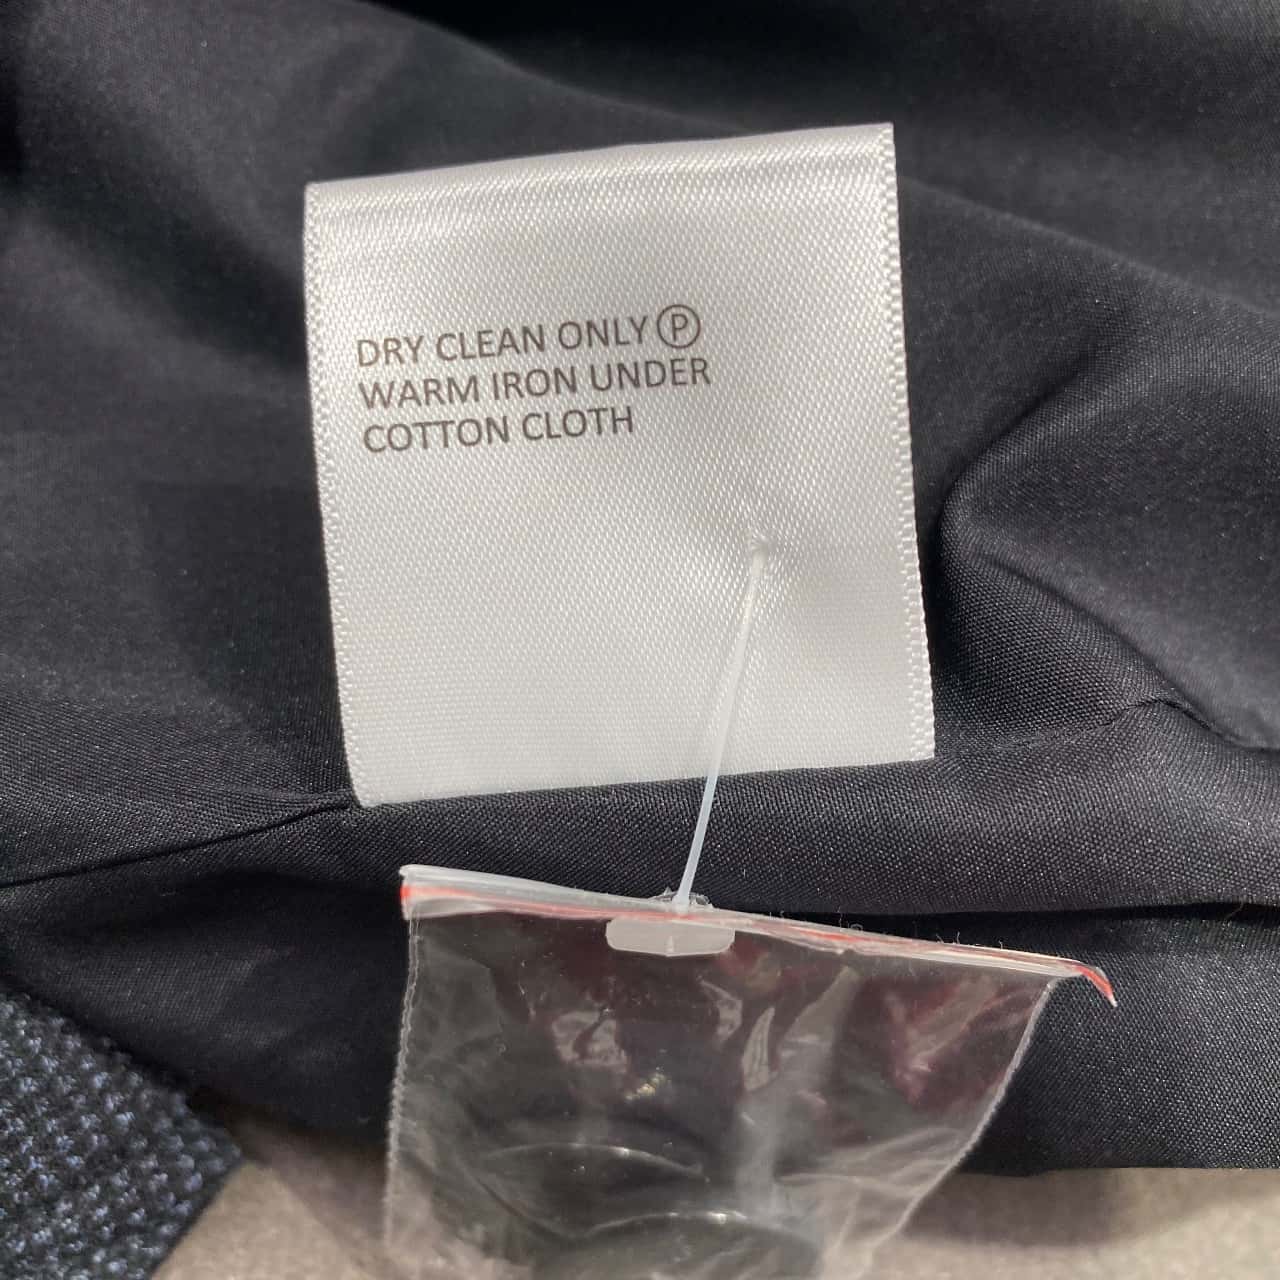 DRY CLEAN ONLY Ⓟ
WARM IRON UNDER
COTTON CLOTH